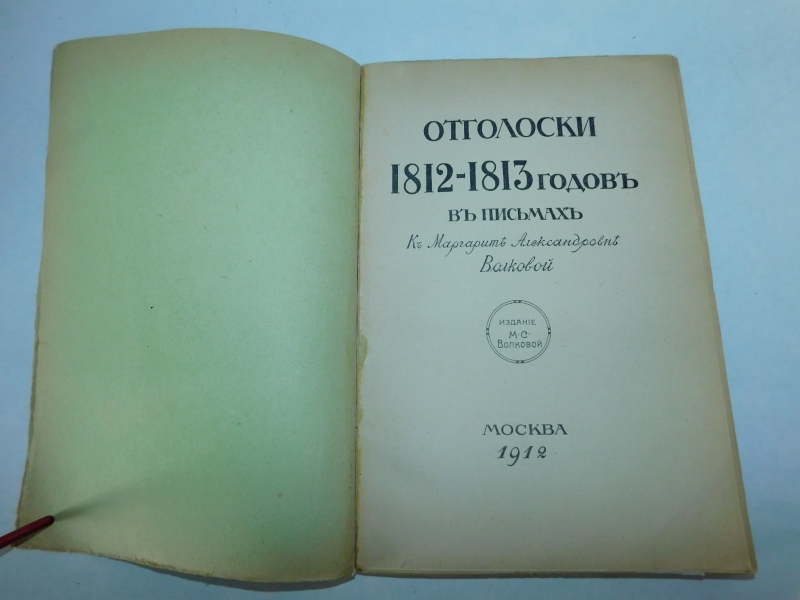 ОТГОЛОСКИ
1812-1813 ГОДОВЪ
ВЪ ПИСЬМАХЪ
Къ Маргаритѣ Александровнѣ
Волковой
ИЗДАНІЕ
М·С·
Волковой
МОСКВА
1912